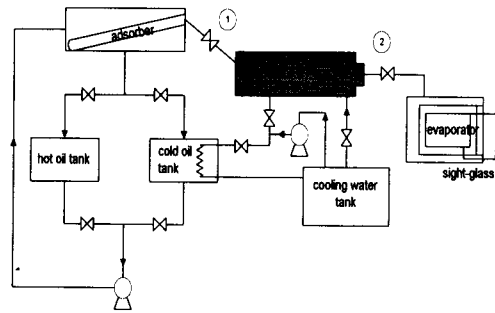 1
adsorber
2
evaporator
hot oil tank
cold oil
tank
cooling water
tank
sight-glass